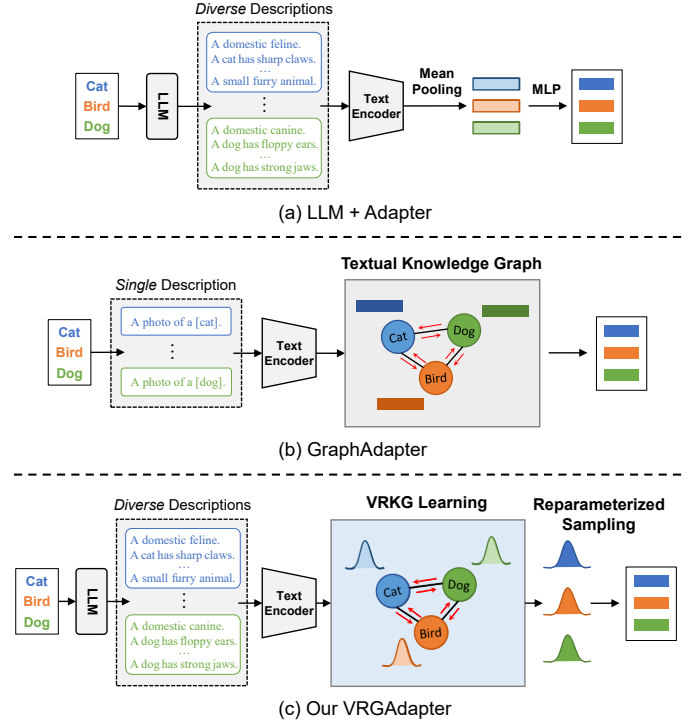 Diverse Descriptions
Cat
Bird
Dog
LLM
A domestic feline.
A cat has sharp claws.
...
A small furry animal.
⋮
A domestic canine.
A dog has floppy ears.
...
A dog has strong jaws.
Text
Encoder
Mean
Pooling
MLP
(a) LLM + Adapter
Textual Knowledge Graph
Single Description
Cat
Bird
Dog
A photo of a [cat].
⋮
A photo of a [dog].
Text
Encoder
Cat
Dog
Bird
(b) GraphAdapter
Diverse Descriptions
VRKG Learning
Reparameterized
Sampling
Cat
Bird
Dog
LLM
A domestic feline.
A cat has sharp claws.
...
A small furry animal.
⋮
A domestic canine.
A dog has floppy ears.
...
A dog has strong jaws.
Text
Encoder
Cat
Dog
Bird
(c) Our VRGAdapter